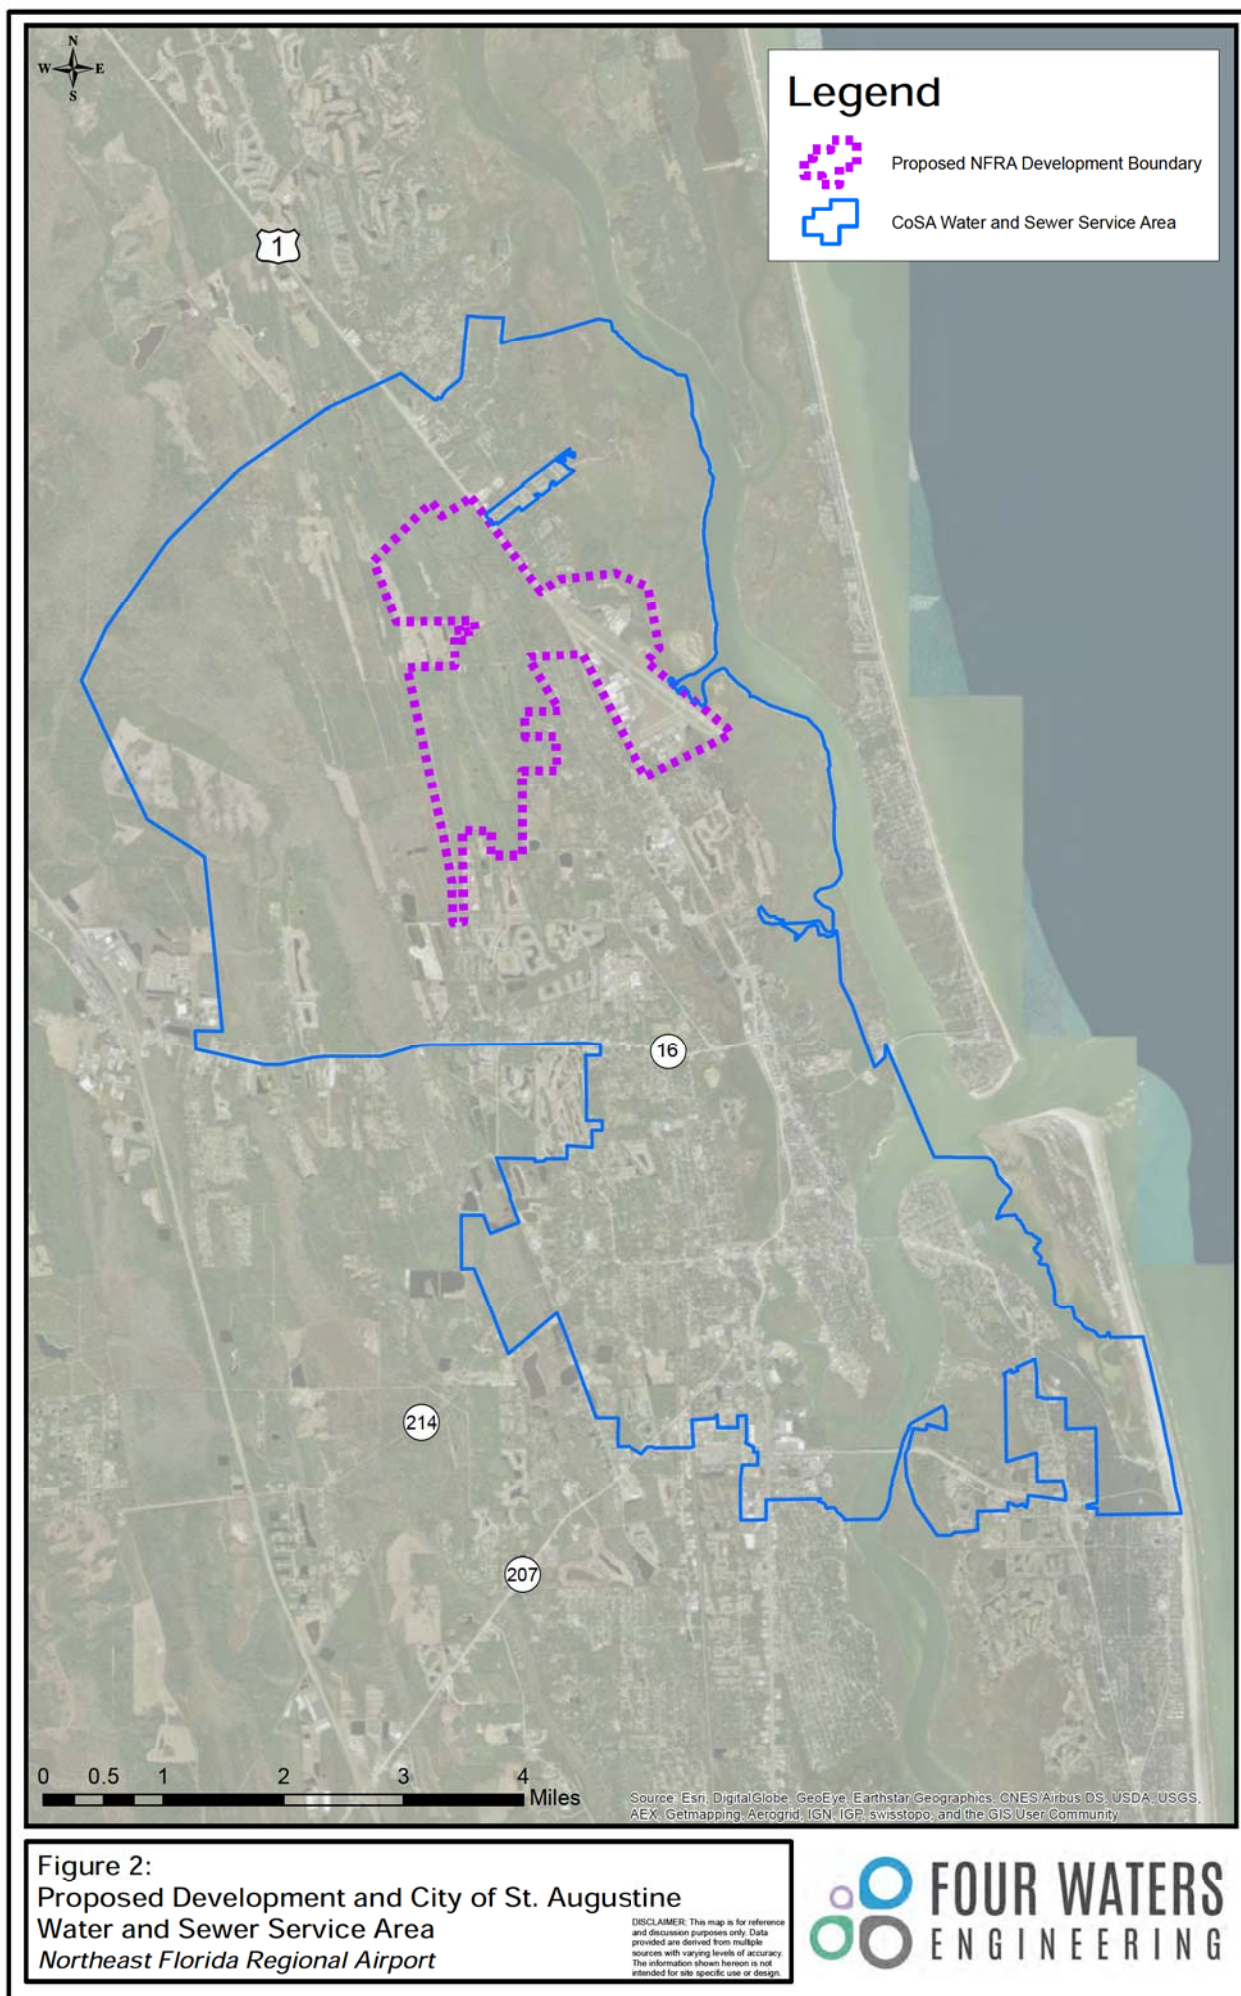 N
W E
S
Legend
Proposed NFRA Development Boundary
CoSA Water and Sewer Service Area
1
16
214
207
0 0.5 1 2 3 4
Miles
Source: Esri, DigitalGlobe, GeoEye, Earthstar Geographics, CNES/Airbus DS, USDA, USGS,
AEX, Getmapping, Aerogrid, IGN, IGP, swisstopo, and the GIS User Community
Figure 2:
Proposed Development and City of St. Augustine
Water and Sewer Service Area
Northeast Florida Regional Airport
DISCLAIMER: This map is for reference
and discussion purposes only. Data
provided are derived from multiple
sources with varying levels of accuracy.
The information shown hereon is not
intended for site specific use or design.
FOUR WATERS
ENGINEERING